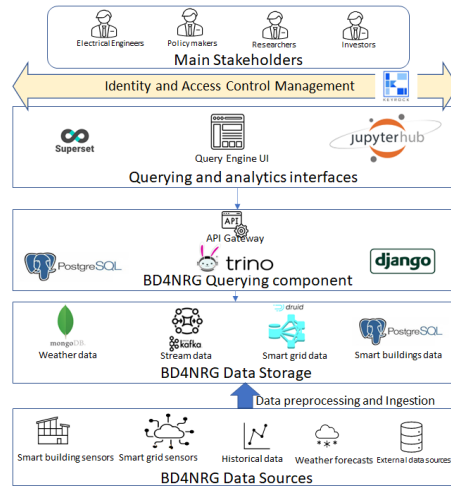 Electrical Engineers
Policy makers
Researchers
Investors
Main Stakeholders
Identity and Access Control Management
KEYROCK
Superset
Query Engine UI
jupyterhub
Querying and analytics interfaces
API
API Gateway
PostgreSQL
trino
django
BD4NRG Querying component
mongoDB.
kafka
druid
PostgreSQL
Weather data
Stream data
Smart grid data
Smart buildings data
BD4NRG Data Storage
Data preprocessing and Ingestion
Smart building sensors
Smart grid sensors
Historical data
Weather forecasts
External data sources
BD4NRG Data Sources